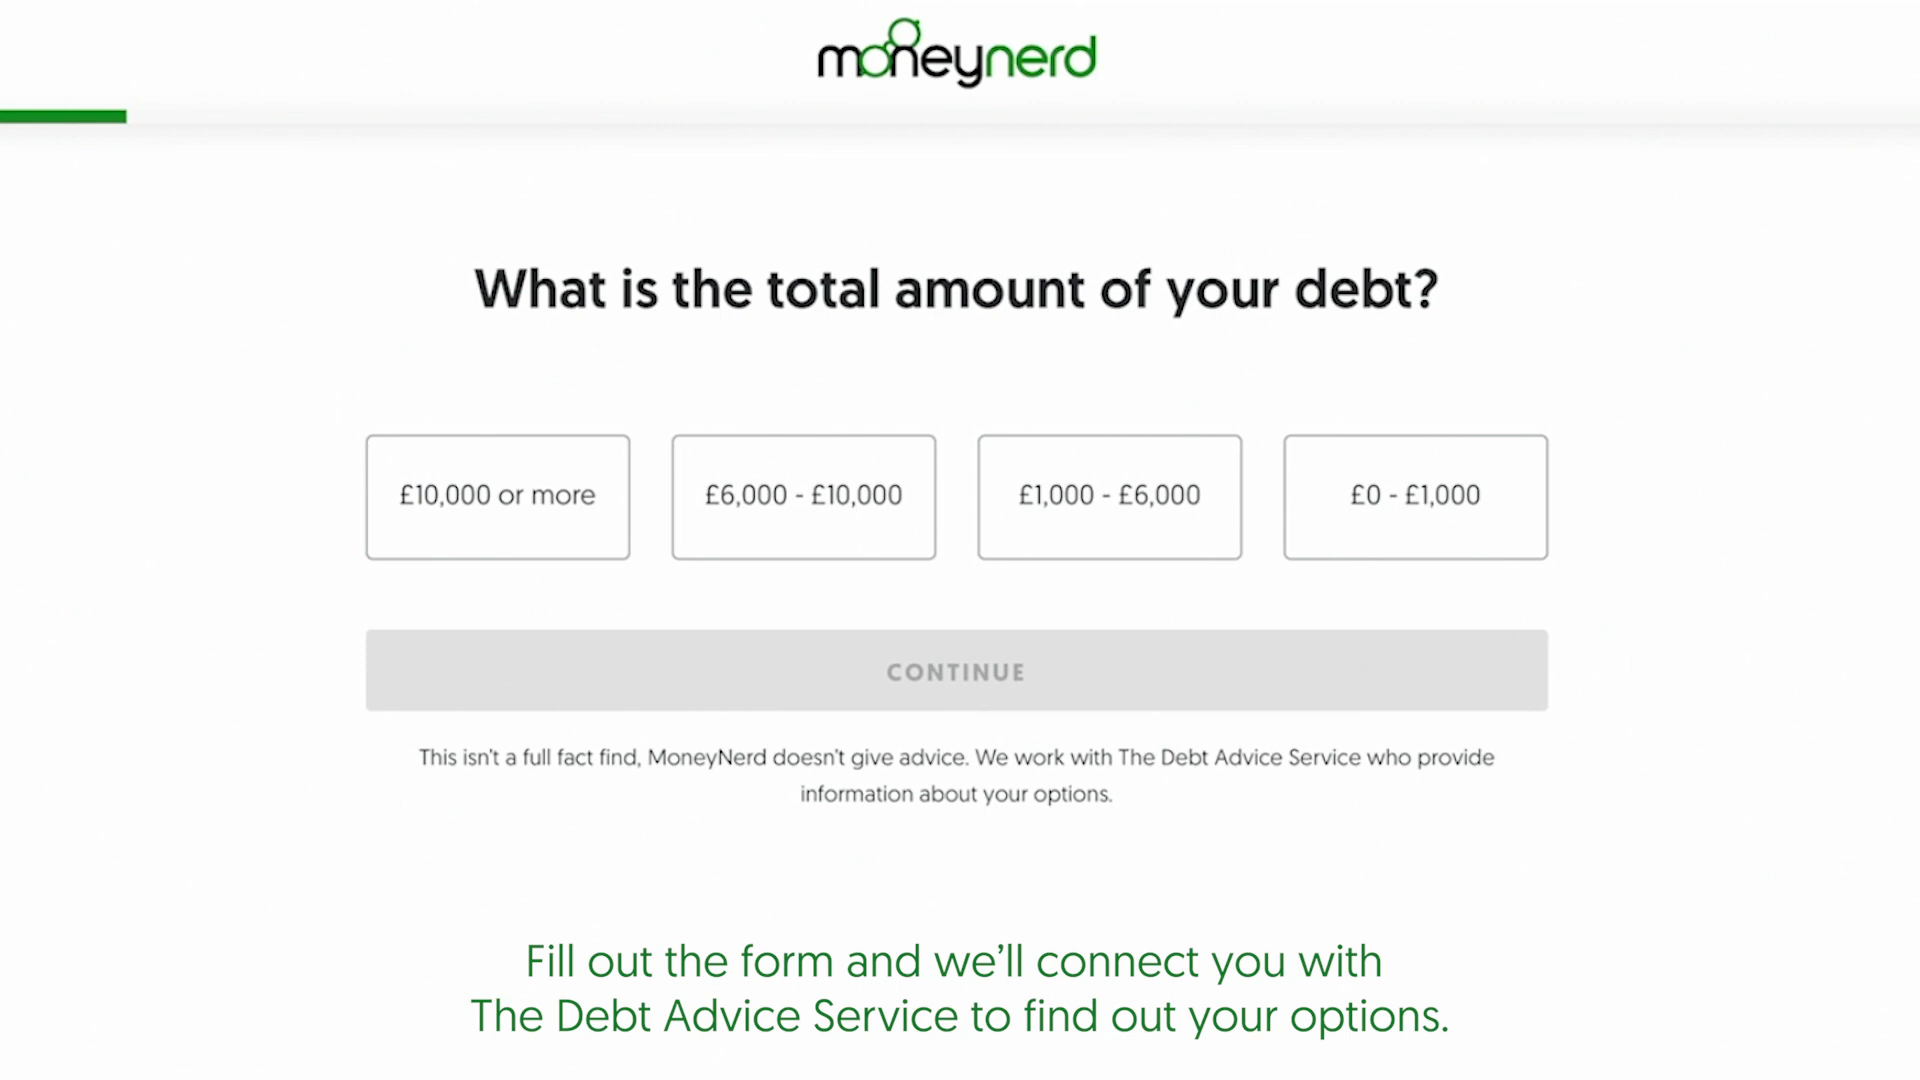 moneynerd
What is the total amount of your debt?
£10,000 or more
£6,000 - £10,000
£1,000 - £6,000
£0 - £1,000
CONTINUE
This isn't a full fact find, MoneyNerd doesn't give advice. We work with The Debt Advice Service who provide
information about your options.
Fill out the form and we’ll connect you with
The Debt Advice Service to find out your options.